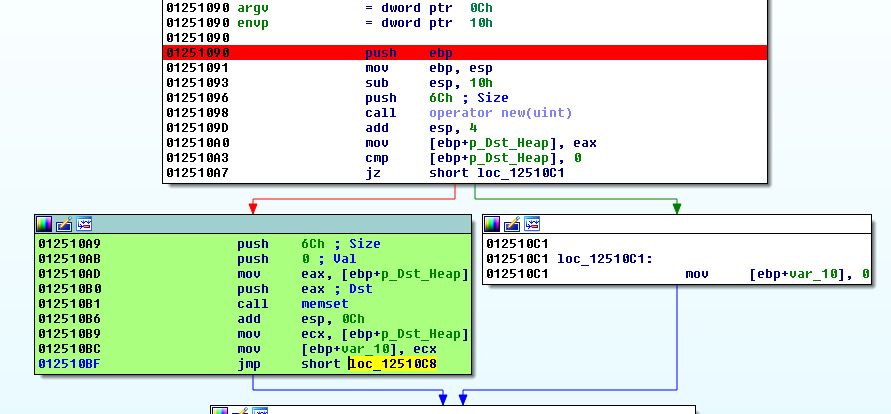 01251090 argv = dword ptr 0Ch
01251090 envp = dword ptr 10h
01251090
01251090 push ebp
01251091 mov ebp, esp
01251093 sub esp, 10h
01251096 push 6Ch ; Size
01251098 call operator new(uint)
0125109D add esp, 4
012510A0 mov [ebp+p_Dst_Heap], eax
012510A3 cmp [ebp+p_Dst_Heap], 0
012510A7 jz short loc_12510C1
012510A9 push 6Ch ; Size
012510AB push 0 ; Val
012510AD mov eax, [ebp+p_Dst_Heap]
012510B0 push eax ; Dst
012510B1 call memset
012510B6 add esp, 0Ch
012510B9 mov ecx, [ebp+p_Dst_Heap]
012510BC mov [ebp+var_10], ecx
012510BF jmp short loc_12510C8
012510C1
012510C1 loc_12510C1:
012510C1 mov [ebp+var_10], 0